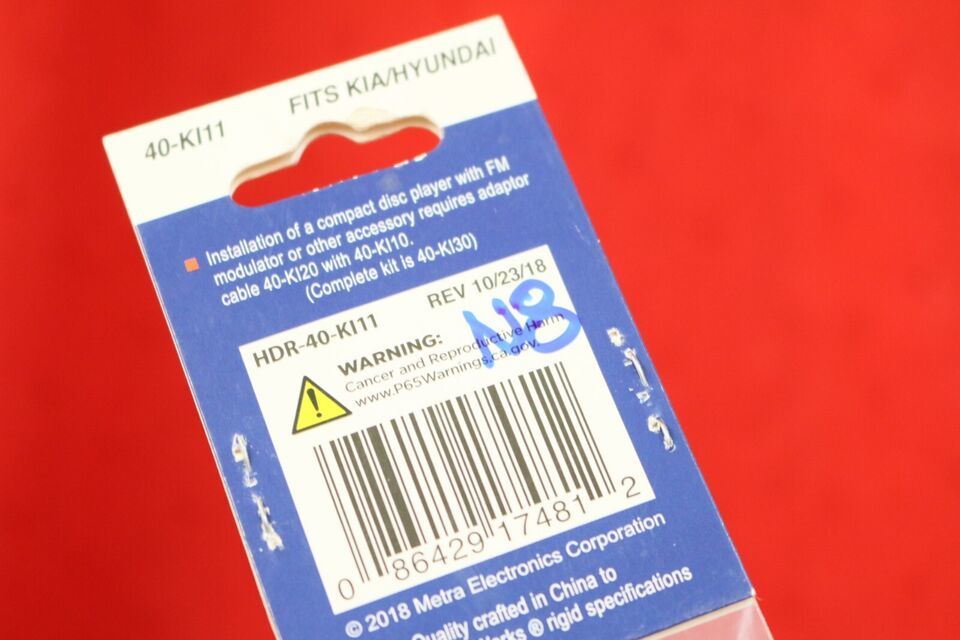 40-KI11 FITS KIA/HYUNDAI
Installation of a compact disc player with FM
modulator or other accessory requires adaptor
cable 40-KI20 with 40-KI10.
(Complete kit is 40-KI30)
HDR-40-KI11 REV 10/23/18
N8
WARNING:
Cancer and Reproductive Harm
www.P65Warnings.ca.gov.
0 86429 17481 2
© 2018 Metra Electronics Corporation
Quality crafted in China to
® rigid specifications